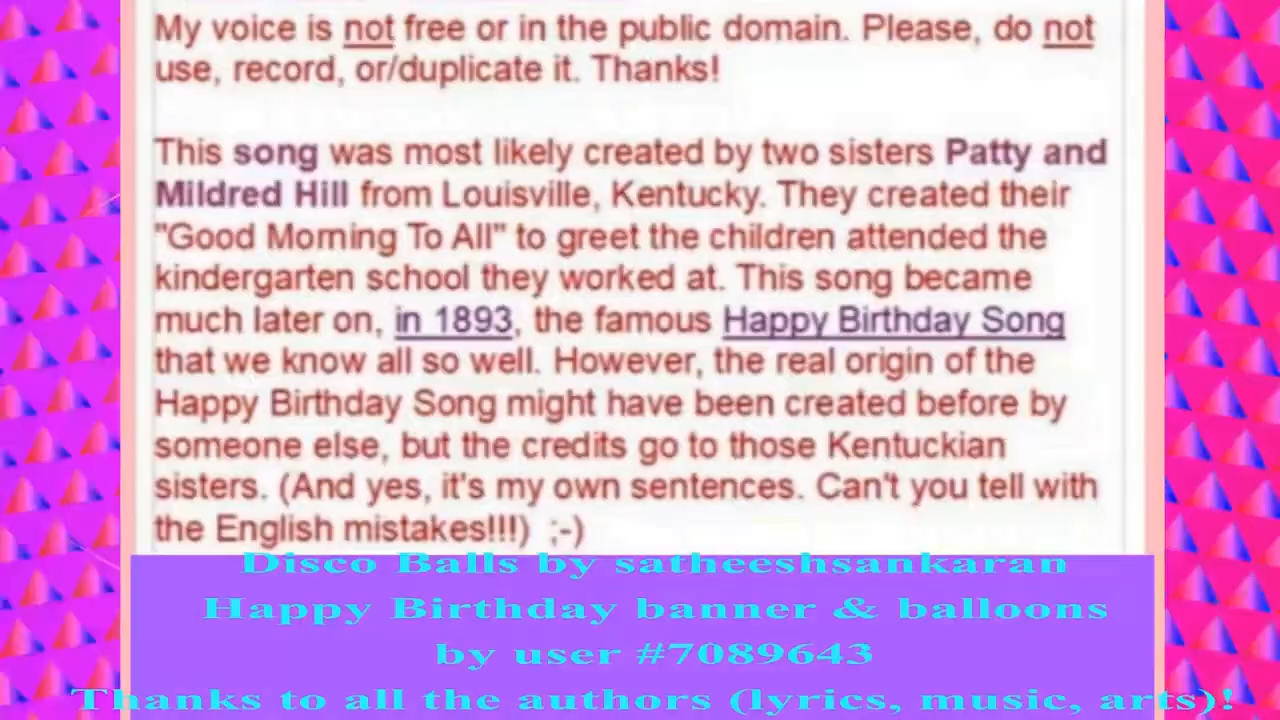 My voice is not free or in the public domain. Please, do not
use, record, or/duplicate it. Thanks!
This song was most likely created by two sisters Patty and
Mildred Hill from Louisville, Kentucky. They created their
"Good Morning To All" to greet the children attended the
kindergarten school they worked at. This song became
much later on, in 1893, the famous Happy Birthday Song
that we know all so well. However, the real origin of the
Happy Birthday Song might have been created before by
someone else, but the credits go to those Kentuckian
sisters. (And yes, it's my own sentences. Can't you tell with
the English mistakes!!!) ;-)
Disco Balls by satheeshsankaran
Happy Birthday banner & balloons
by user #7089643
Thanks to all the authors (lyrics, music, arts)!